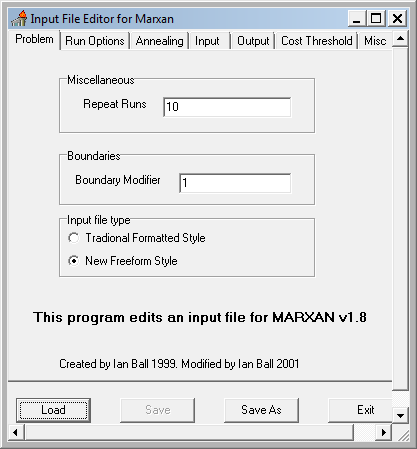 Input File Editor for Marxan
Problem Run Options Annealing Input Output Cost Threshold Misc
Miscellaneous
Repeat Runs 10
Boundaries
Boundary Modifier 1
Input file type
Tradional Formatted Style
New Freeform Style
This program edits an input file for MARXAN v1.8
Created by Ian Ball 1999. Modified by Ian Ball 2001
Load Save Save As Exit